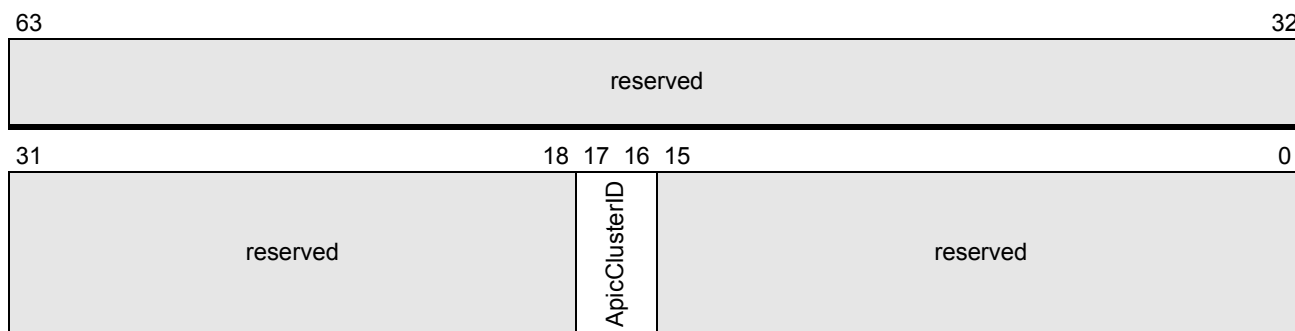 63 32
reserved
31 18 17 16 15 0
reserved ApicClusterID reserved